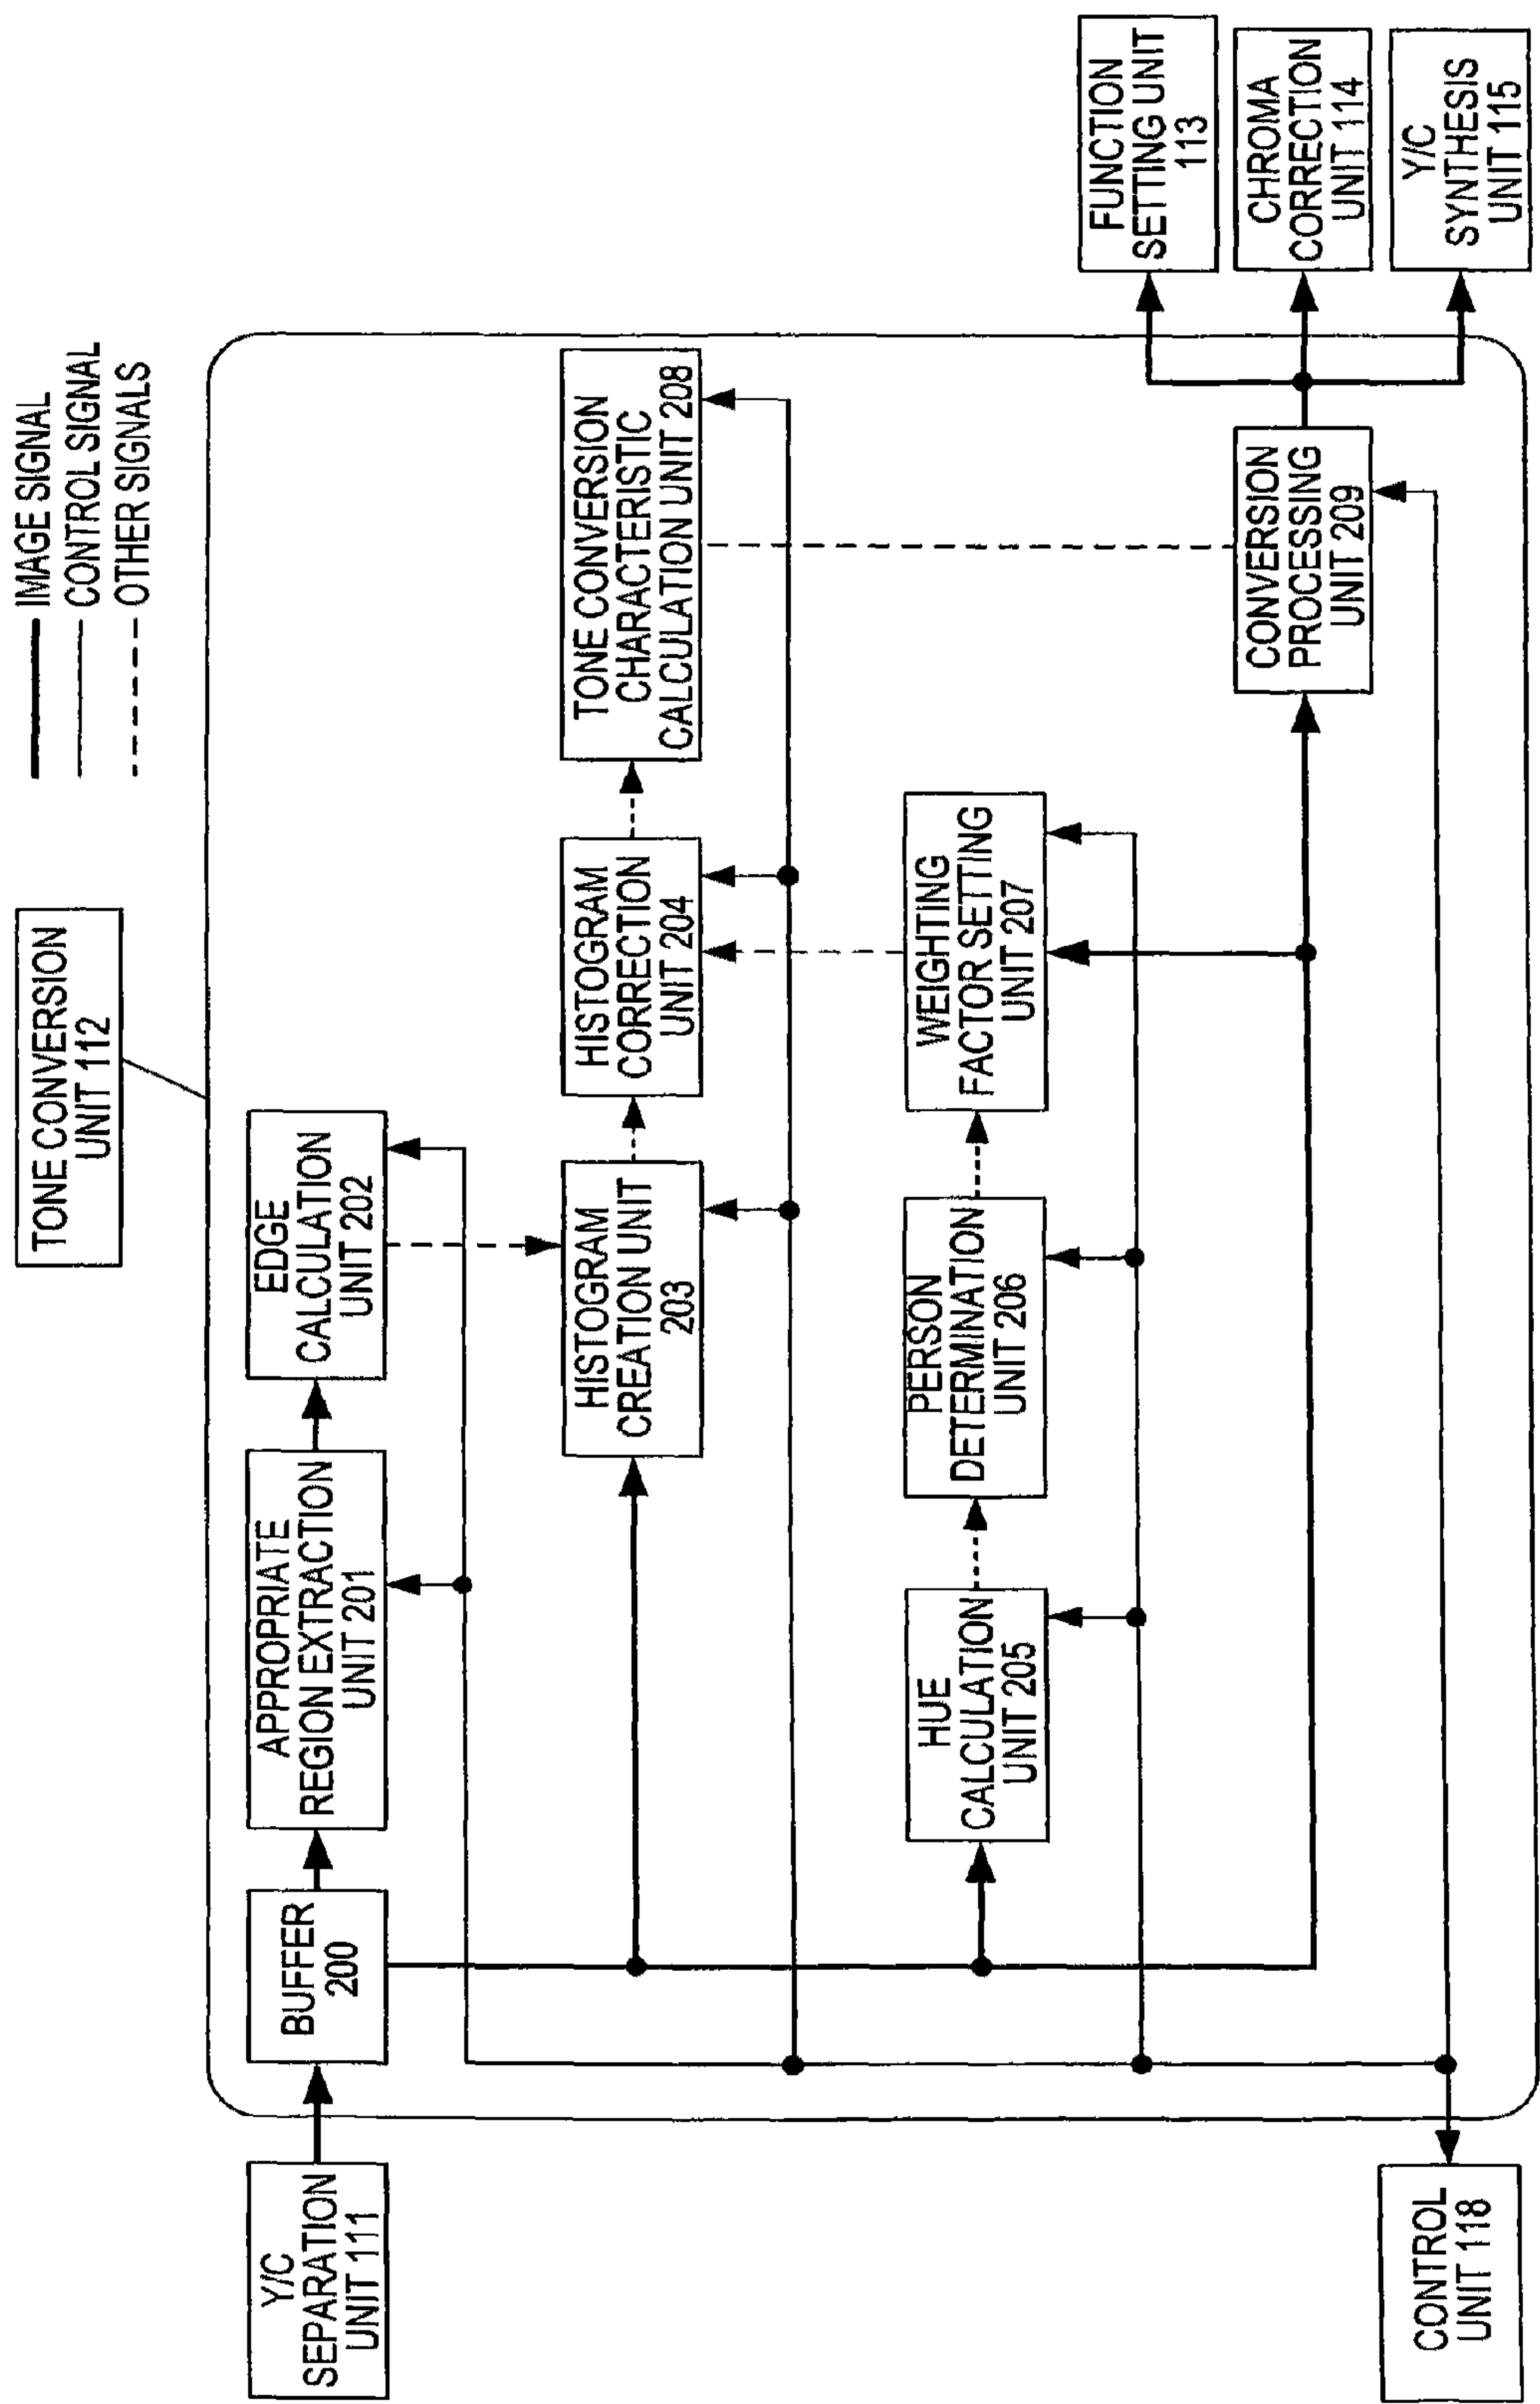 IMAGE SIGNAL
CONTROL SIGNAL
OTHER SIGNALS
TONE CONVERSION
UNIT 112
Y/C
SEPARATION
UNIT 111
BUFFER
200
APPROPRIATE
REGION EXTRACTION
UNIT 201
EDGE
CALCULATION
UNIT 202
HISTOGRAM
CREATION UNIT
203
HISTOGRAM
CORRECTION
UNIT 204
TONE CONVERSION
CHARACTERISTIC
CALCULATION UNIT 208
HUE
CALCULATION
UNIT 205
PERSON
DETERMINATION
UNIT 206
WEIGHTING
FACTOR SETTING
UNIT 207
CONVERSION
PROCESSING
UNIT 209
FUNCTION
SETTING UNIT
113
CHROMA
CORRECTION
UNIT 114
Y/C
SYNTHESIS
UNIT 115
CONTROL
UNIT 118